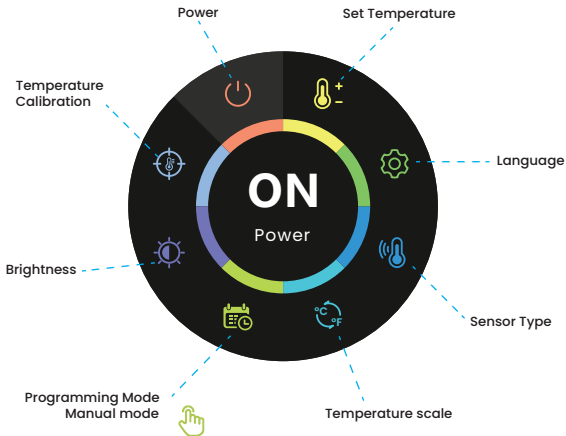 Power
Set Temperature
Temperature
Calibration
Language
ON
Power
Brightness
°C
°F
Sensor Type
Programming Mode
Manual mode
Temperature scale